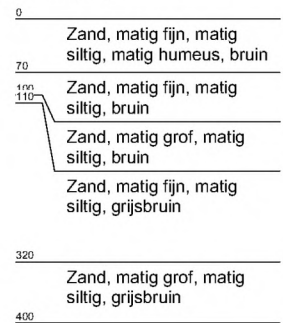 0
Zand, matig fijn, matig
siltig, matig humeus, bruin
70
Zand, matig fijn, matig
siltig, bruin
100
110
Zand, matig grof, matig
siltig, bruin
Zand, matig fijn, matig
siltig, grijsbruin
320
Zand, matig grof, matig
siltig, grijsbruin
400